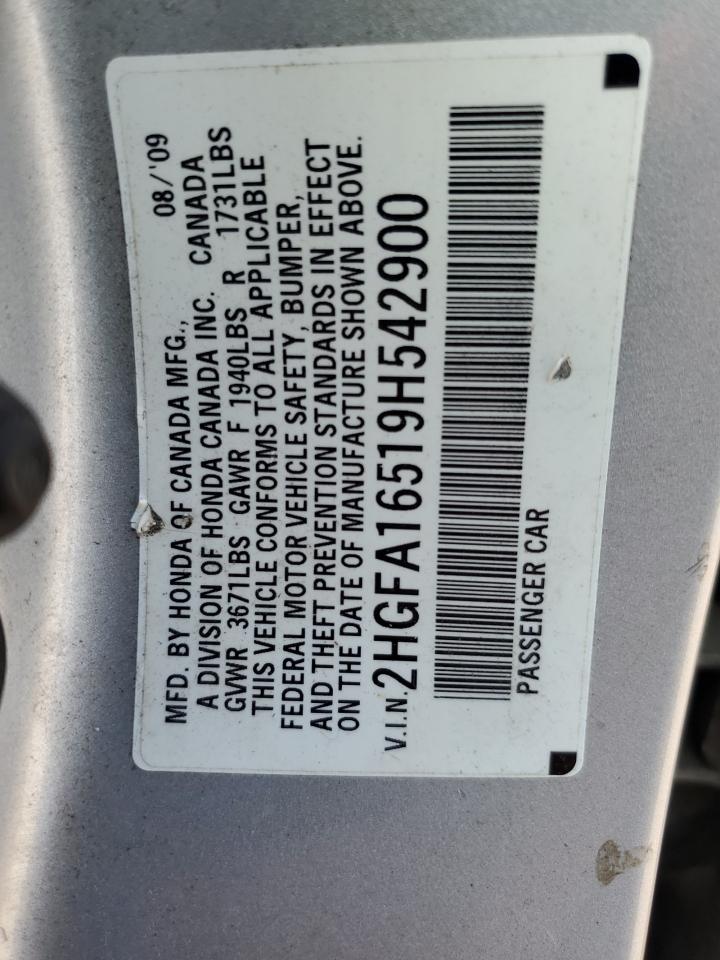 MFD. BY HONDA OF CANADA MFG., 08/'09
A DIVISION OF HONDA CANADA INC. CANADA
GVWR 3671LBS GAWR F 1940LBS R 1731LBS
THIS VEHICLE CONFORMS TO ALL APPLICABLE
FEDERAL MOTOR VEHICLE SAFETY, BUMPER,
AND THEFT PREVENTION STANDARDS IN EFFECT
ON THE DATE OF MANUFACTURE SHOWN ABOVE.
V.I.N. 2HGFA16519H542900
PASSENGER CAR